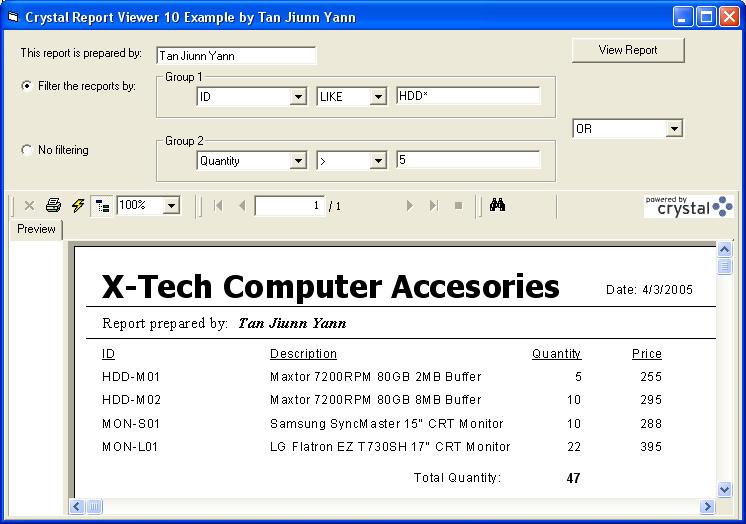 Crystal Report Viewer 10 Example by Tan Jiunn Yann
This report is prepared by: Tan Jiunn Yann View Report
Filter the recports by: Group 1
ID LIKE HDD*
OR
No filtering Group 2
Quantity > 5
100% 1 / 1 powered by crystal
Preview
X-Tech Computer Accesories Date: 4/3/2005
Report prepared by: Tan Jiunn Yann
ID Description Quantity Price
HDD-M01 Maxtor 7200RPM 80GB 2MB Buffer 5 255
HDD-M02 Maxtor 7200RPM 80GB 8MB Buffer 10 295
MON-S01 Samsung SyncMaster 15" CRT Monitor 10 288
MON-L01 LG Flatron EZ T730SH 17" CRT Monitor 22 395
Total Quantity: 47